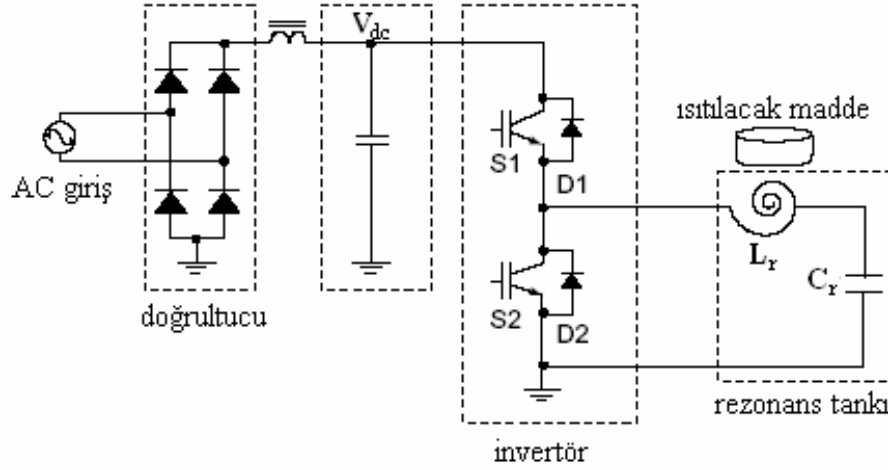 V_dc
ısıtılacak madde
S1
D1
AC giriş
L_r
C_r
S2
D2
doğrultucu
rezonans tankı
invertör